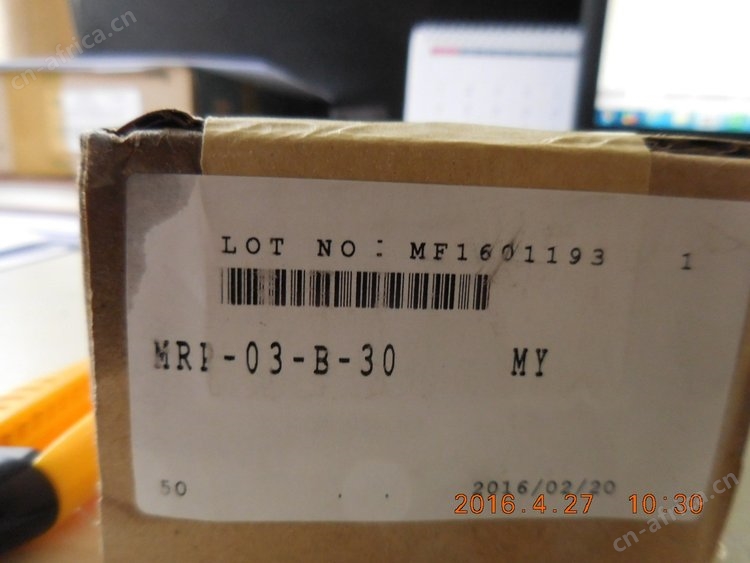 cn-africa.cn
LOT NO: MF1601193 1
MRP-03-B-30 MY
50 2016/02/20
2016.4.27 10:30
cn-africa.cn